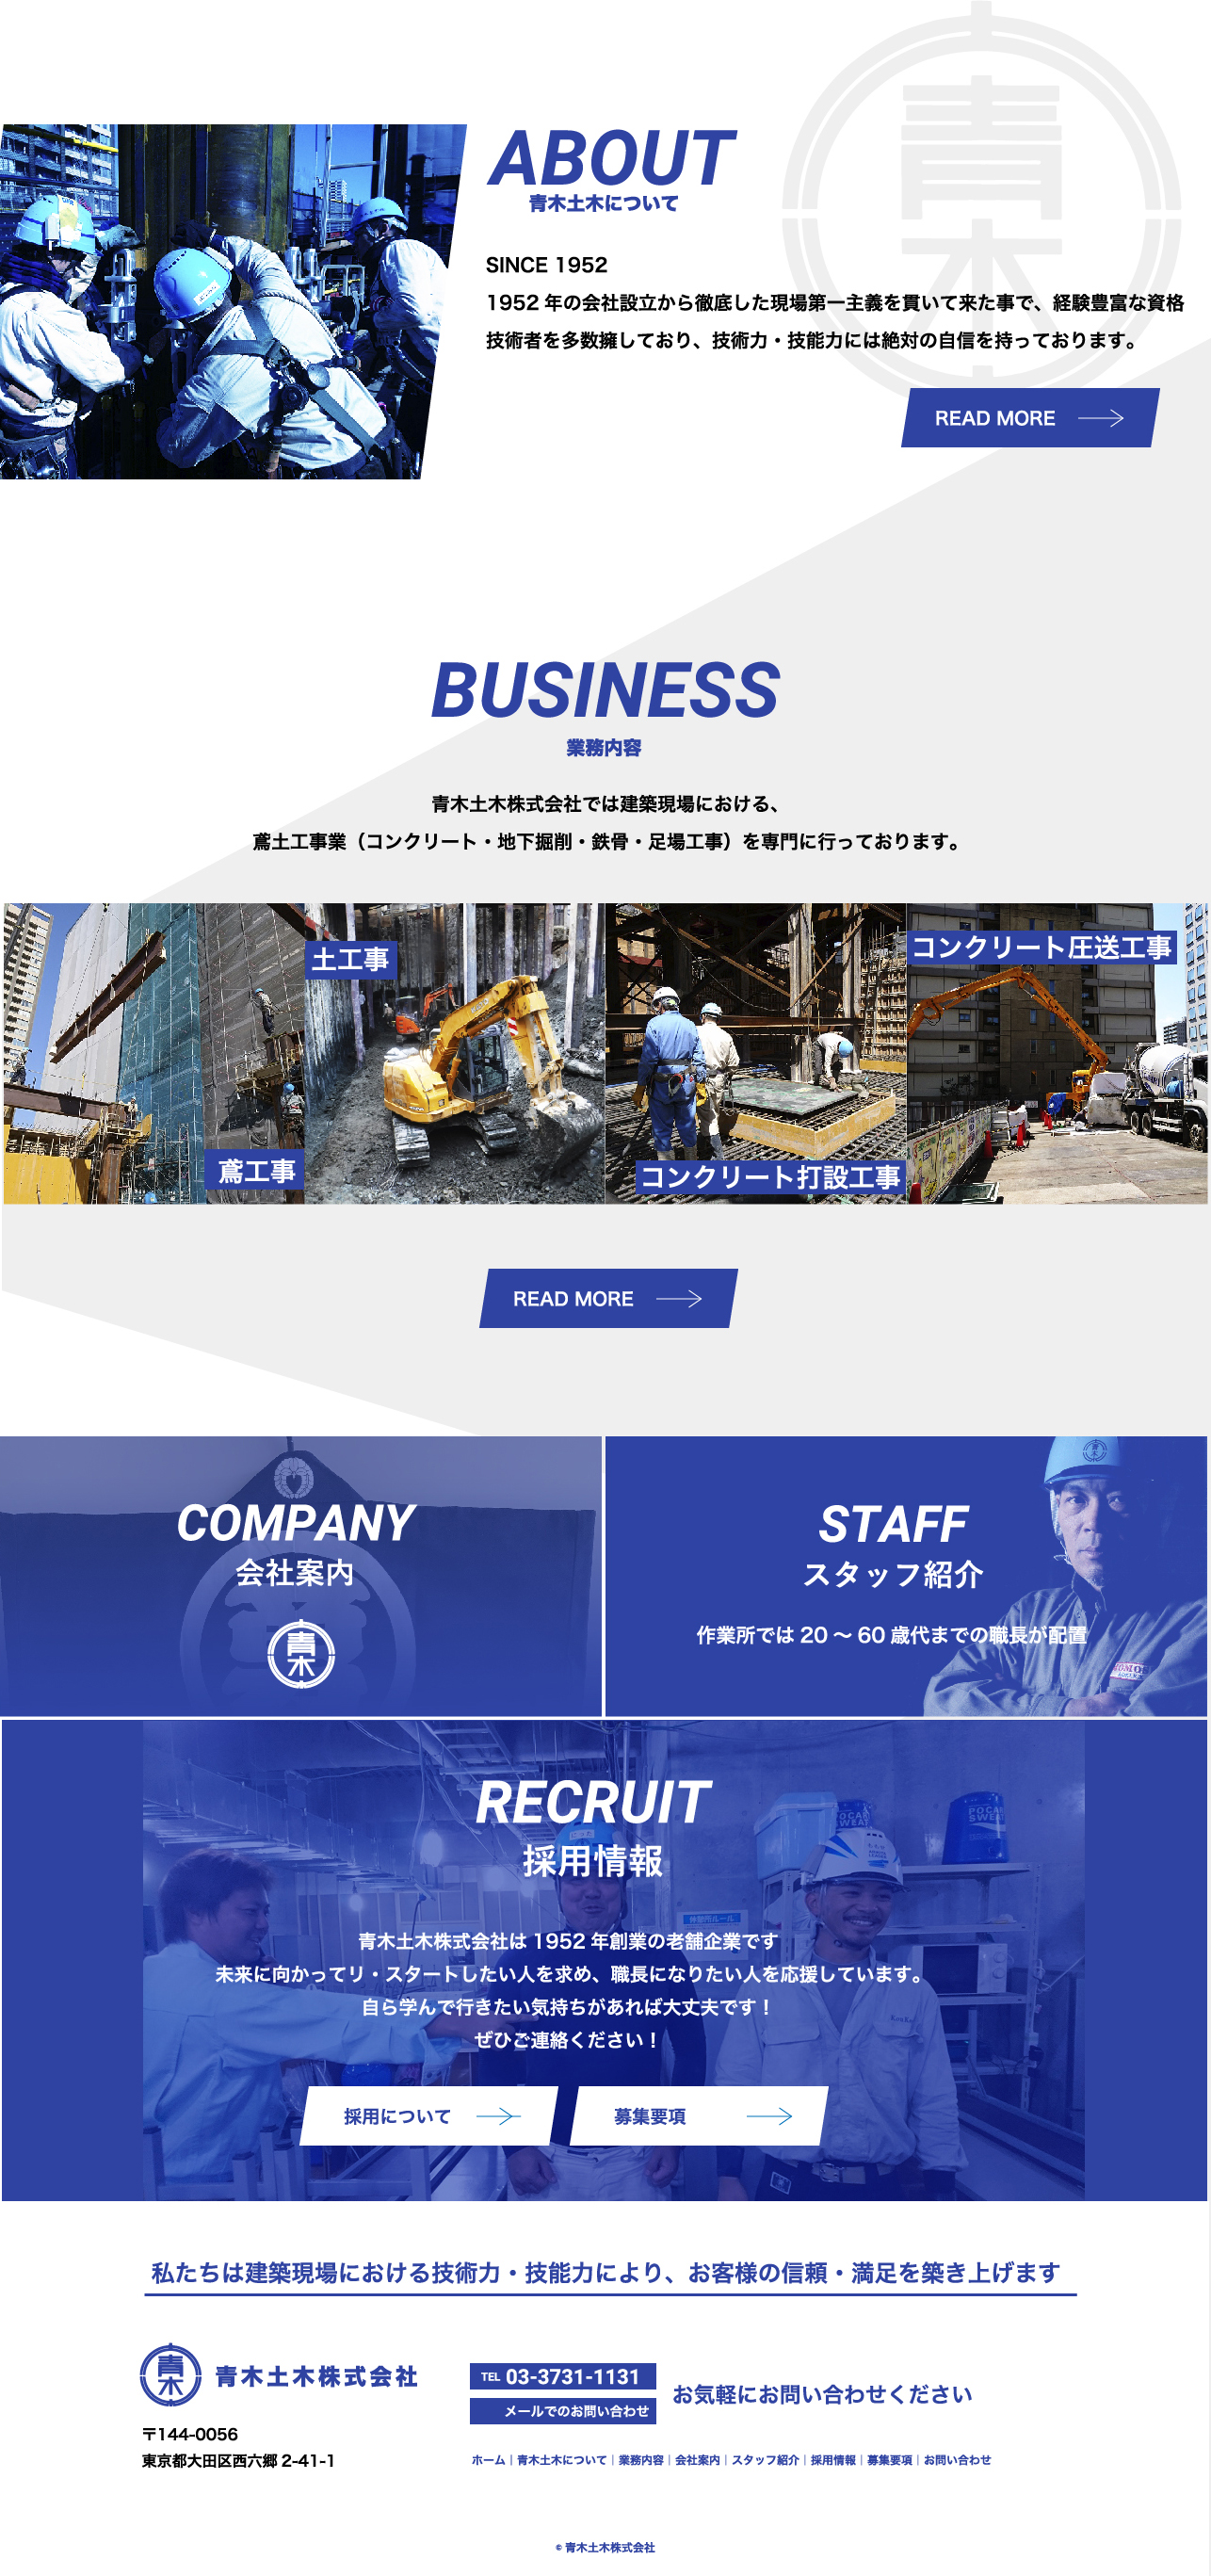 青木
ABOUT
青木土木について
SINCE 1952
1952 年の会社設立から徹底した現場第一主義を貫いて来た事で、経験豊富な資格
技術者を多数擁しており、技術力・技能力には絶対の自信を持っております。
READ MORE
BUSINESS
業務内容
青木土木株式会社では建築現場における、
鳶土工事業（コンクリート・地下掘削・鉄骨・足場工事）を専門に行っております。
鳶工事
土工事
コンクリート打設工事
コンクリート圧送工事
READ MORE
COMPANY
会社案内
青木
STAFF
スタッフ紹介
作業所では 20 〜 60 歳代までの職長が配置
RECRUIT
採用情報
青木土木株式会社は 1952 年創業の老舗企業です
未来に向かってリ・スタートしたい人を求め、職長になりたい人を応援しています。
自ら学んで行きたい気持ちがあれば大丈夫です！
ぜひご連絡ください！
採用について
募集要項
私たちは建築現場における技術力・技能力により、お客様の信頼・満足を築き上げます
青木 青木土木株式会社
〒144-0056
東京都大田区西六郷 2-41-1
TEL 03-3731-1131
メールでのお問い合わせ
お気軽にお問い合わせください
ホーム｜青木土木について｜業務内容｜会社案内｜スタッフ紹介｜採用情報｜募集要項｜お問い合わせ
© 青木土木株式会社